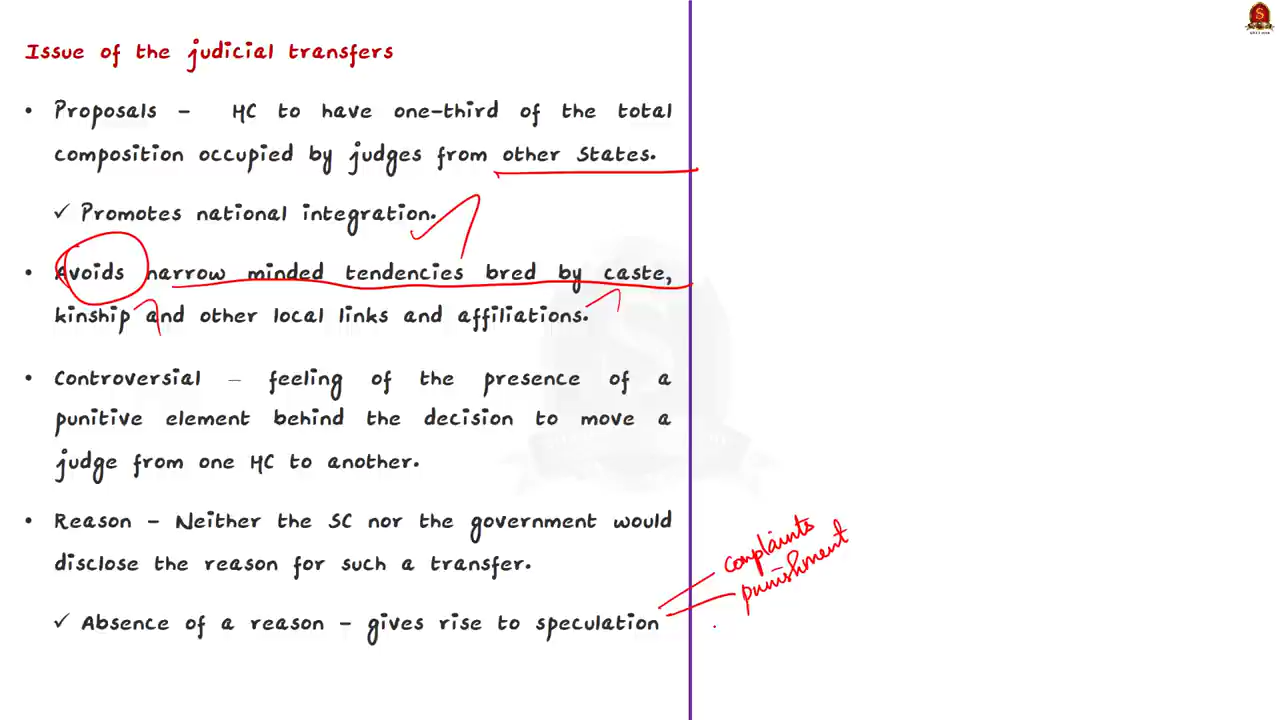 Issue of the judicial transfers
• Proposals – HC to have one-third of the total
composition occupied by judges from other States.
✓ Promotes national integration.
• Avoids narrow minded tendencies bred by caste,
kinship and other local links and affiliations.
• Controversial – feeling of the presence of a
punitive element behind the decision to move a
judge from one HC to another.
• Reason – Neither the SC nor the government would
disclose the reason for such a transfer.
✓ Absence of a reason – gives rise to speculation
complaints
punishment